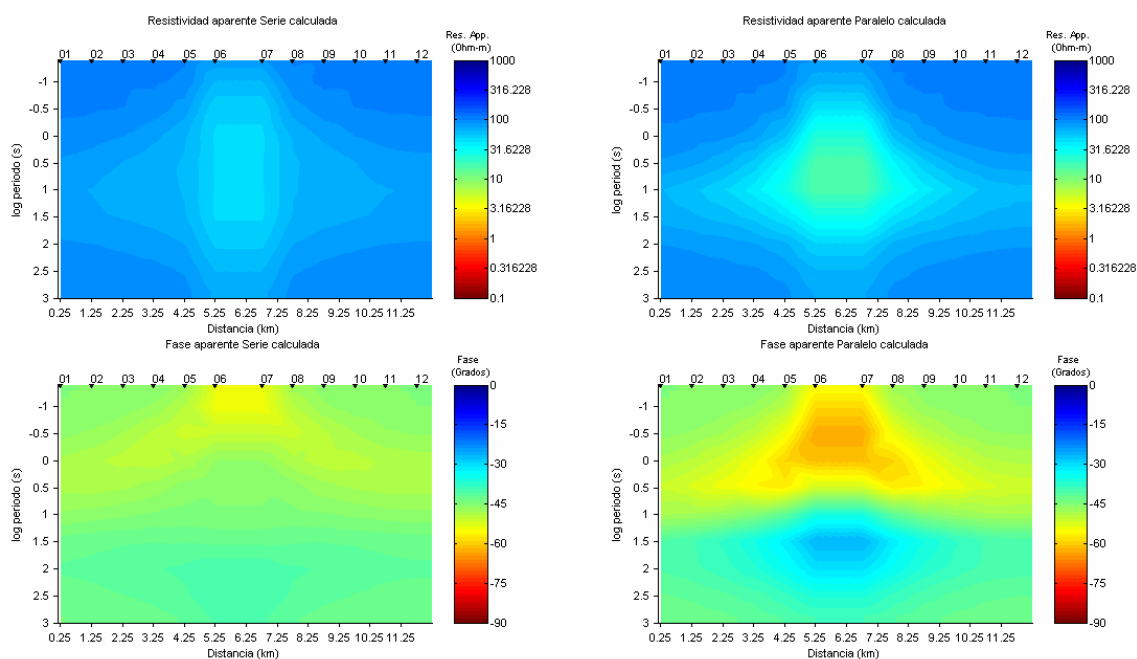 Resistividad aparente Serie calculada
Res. App.
(Ohm-m)
01 02 03 04 05 06 07 08 09 10 11 12
-1
-0.5
0
0.5
1
1.5
2
2.5
3
log periodo (s)
0.25 1.25 2.25 3.25 4.25 5.25 6.25 7.25 8.25 9.25 10.25 11.25
Distancia (km)
1000
316.228
100
31.6228
10
3.16228
1
0.316228
0.1
Resistividad aparente Paralelo calculada
Res. App.
(Ohm-m)
01 02 03 04 05 06 07 08 09 10 11 12
-1
-0.5
0
0.5
1
1.5
2
2.5
3
log period (s)
0.25 1.25 2.25 3.25 4.25 5.25 6.25 7.25 8.25 9.25 10.25 11.25
Distancia (km)
1000
316.228
100
31.6228
10
3.16228
1
0.316228
0.1
Fase aparente Serie calculada
Fase
(Grados)
01 02 03 04 05 06 07 08 09 10 11 12
-1
-0.5
0
0.5
1
1.5
2
2.5
3
log periodo (s)
0.25 1.25 2.25 3.25 4.25 5.25 6.25 7.25 8.25 9.25 10.25 11.25
Distancia (km)
0
-15
-30
-45
-60
-75
-90
Fase aparente Paralelo calculada
Fase
(Grados)
01 02 03 04 05 06 07 08 09 10 11 12
-1
-0.5
0
0.5
1
1.5
2
2.5
3
log periodo (s)
0.25 1.25 2.25 3.25 4.25 5.25 6.25 7.25 8.25 9.25 10.25 11.25
Distancia (km)
0
-15
-30
-45
-60
-75
-90